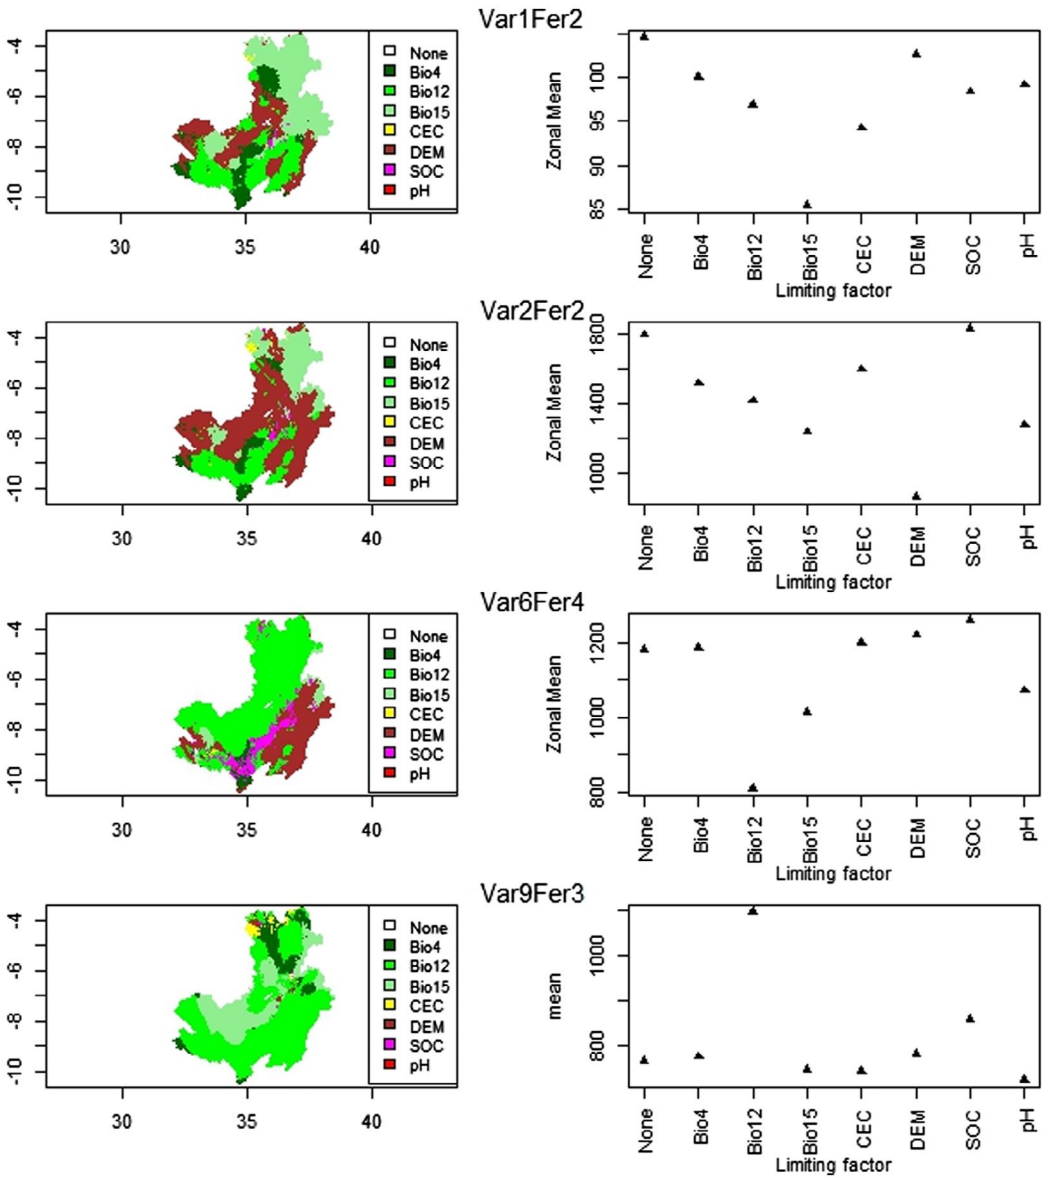 Var1Fer2
-4
-6
-8
-10
30 35 40
None
Bio4
Bio12
Bio15
CEC
DEM
SOC
pH
Zonal Mean
100
95
90
85
None Bio4 Bio12 Bio15 CEC DEM SOC pH
Limiting factor
Var2Fer2
-4
-6
-8
-10
30 35 40
None
Bio4
Bio12
Bio15
CEC
DEM
SOC
pH
Zonal Mean
1800
1400
1000
None Bio4 Bio12 Bio15 CEC DEM SOC pH
Limiting factor
Var6Fer4
-4
-6
-8
-10
30 35 40
None
Bio4
Bio12
Bio15
CEC
DEM
SOC
pH
Zonal Mean
1200
1000
800
None Bio4 Bio12 Bio15 CEC DEM SOC pH
Limiting factor
Var9Fer3
-4
-6
-8
-10
30 35 40
None
Bio4
Bio12
Bio15
CEC
DEM
SOC
pH
mean
1000
800
None Bio4 Bio12 Bio15 CEC DEM SOC pH
Limiting factor